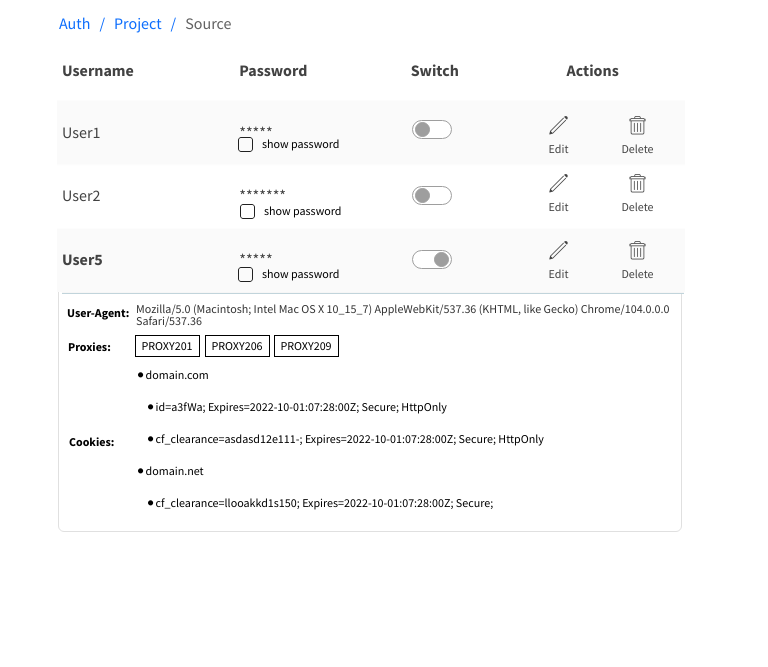 Auth / Project / Source
Username Password Switch Actions
User1 ***** show password Edit Delete
User2 ******* show password Edit Delete
User5 ***** show password Edit Delete
User-Agent: Mozilla/5.0 (Macintosh; Intel Mac OS X 10_15_7) AppleWebKit/537.36 (KHTML, like Gecko) Chrome/104.0.0.0
Safari/537.36
Proxies: PROXY201 PROXY206 PROXY209
Cookies:
• domain.com
• id=a3fWa; Expires=2022-10-01:07:28:00Z; Secure; HttpOnly
• cf_clearance=asdasd12e111-; Expires=2022-10-01:07:28:00Z; Secure; HttpOnly
• domain.net
• cf_clearance=llooakkd1s150; Expires=2022-10-01:07:28:00Z; Secure;